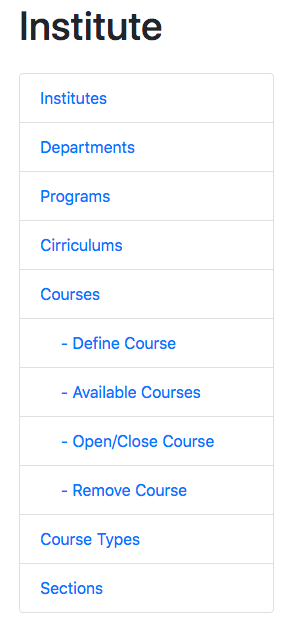 Institute
Institutes
Departments
Programs
Cirriculums
Courses
- Define Course
- Available Courses
- Open/Close Course
- Remove Course
Course Types
Sections